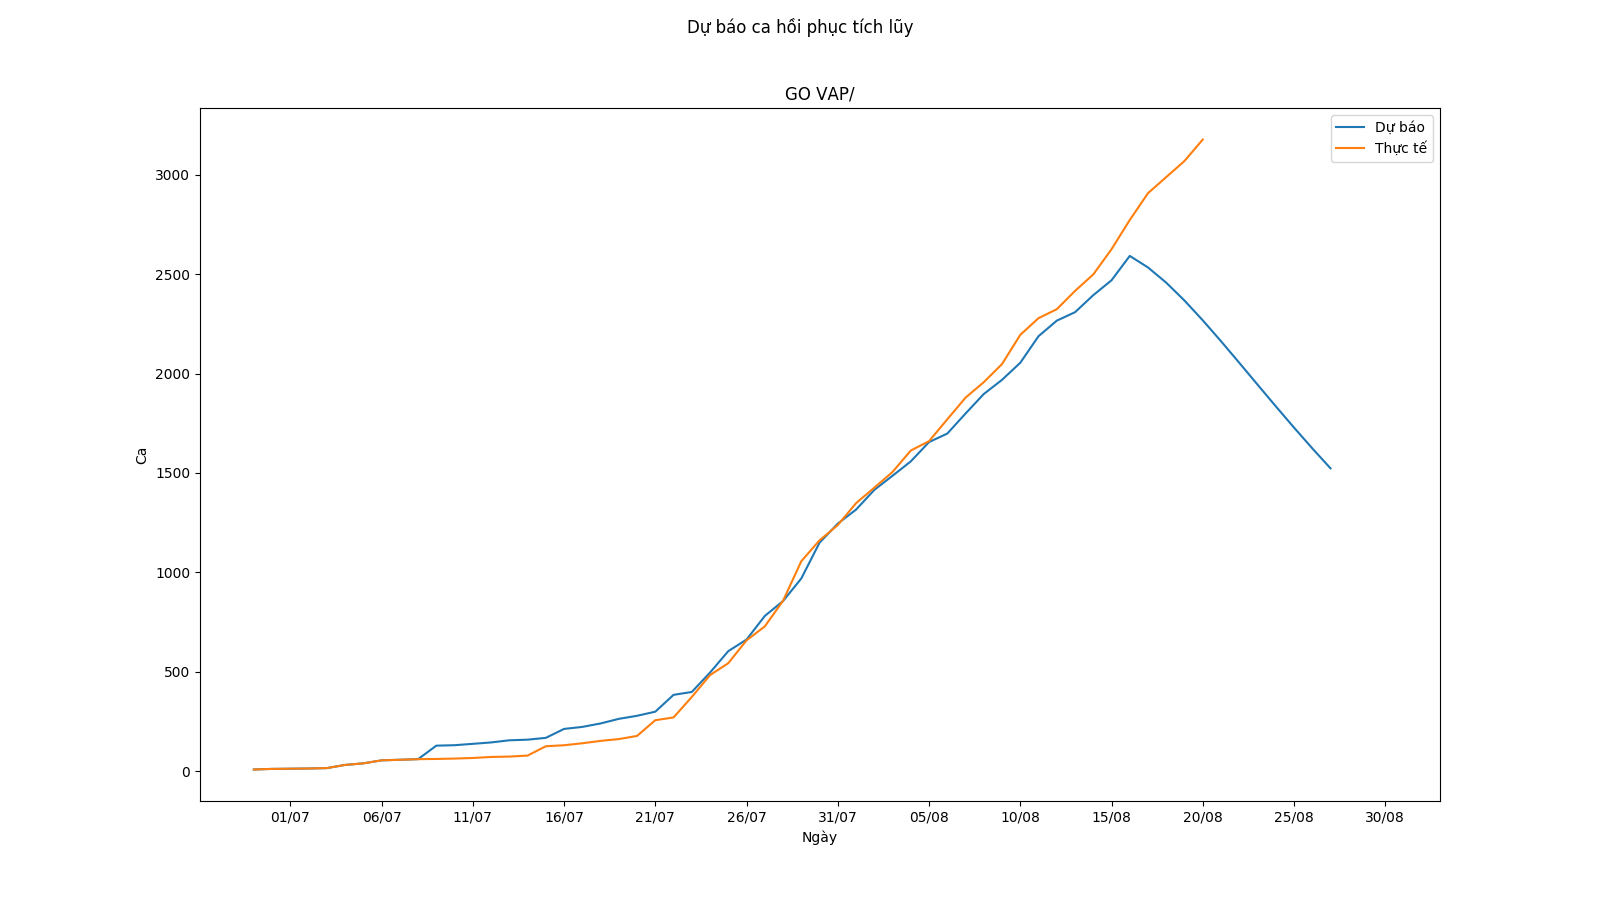 Dự báo ca hồi phục tích lũy
GO VAP/
Dự báo
Thực tế
3000
2500
2000
1500
1000
500
0
Ca
01/07 06/07 11/07 16/07 21/07 26/07 31/07 05/08 10/08 15/08 20/08 25/08 30/08
Ngày